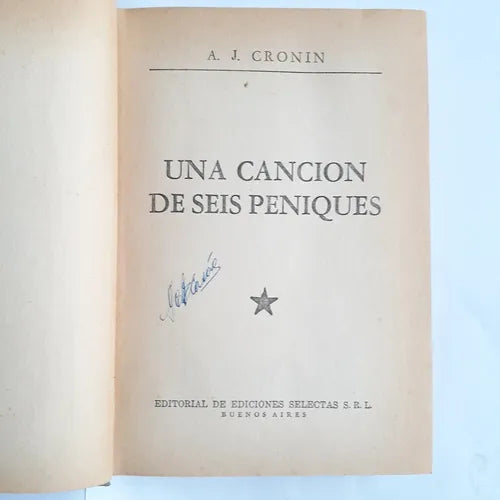 A. J. CRONIN
UNA CANCION
DE SEIS PENIQUES
EDITORIAL DE EDICIONES SELECTAS S. R. L.
BUENOS AIRES